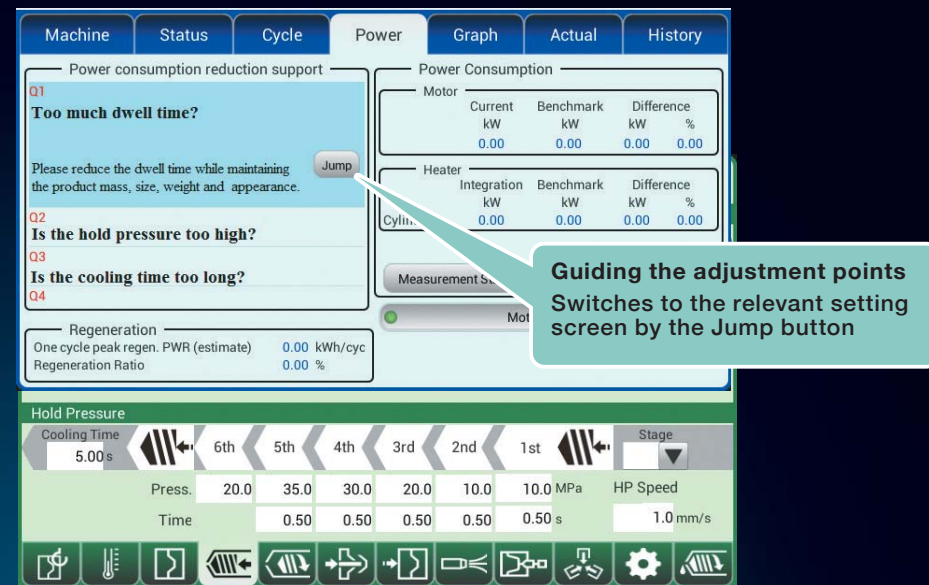 Machine
Status
Cycle
Power
Graph
Actual
History
Power consumption reduction support
Q1
Too much dwell time?
Please reduce the dwell time while maintaining
the product mass, size, weight and appearance.
Jump
Q2
Is the hold pressure too high?
Q3
Is the cooling time too long?
Q4
Regeneration
One cycle peak regen. PWR (estimate) 0.00 kWh/cyc
Regeneration Ratio 0.00 %
Power Consumption
Motor
Current Benchmark Difference
kW kW kW %
0.00 0.00 0.00 0.00
Heater
Integration Benchmark Difference
kW kW kW %
0.00 0.00 0.00 0.00
Guiding the adjustment points
Switches to the relevant setting
screen by the Jump button
Hold Pressure
Cooling Time
5.00 s
6th 5th 4th 3rd 2nd 1st
Stage
Press. 20.0 35.0 30.0 20.0 10.0 10.0 MPa
HP Speed
Time 0.50 0.50 0.50 0.50 0.50 s
1.0 mm/s